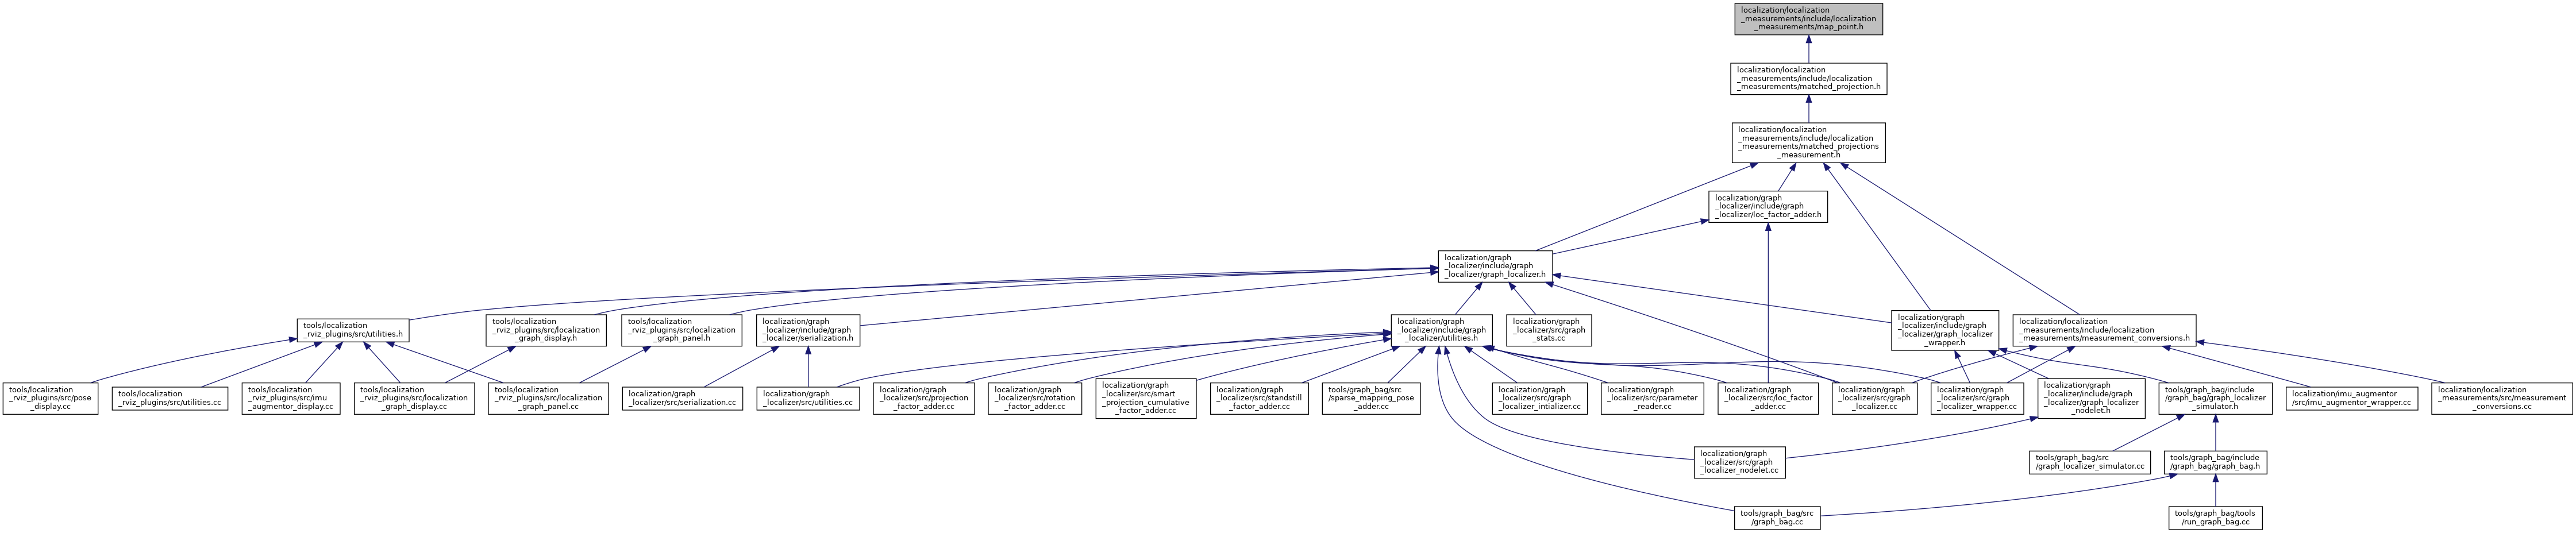 localization/localization
_measurements/include/localization
_measurements/map_point.h
localization/localization
_measurements/include/localization
_measurements/matched_projection.h
localization/localization
_measurements/include/localization
_measurements/matched_projections
_measurement.h
localization/graph
_localizer/include/graph
_localizer/loc_factor_adder.h
localization/graph
_localizer/include/graph
_localizer/graph_localizer.h
tools/localization
_rviz_plugins/src/utilities.h
tools/localization
_rviz_plugins/src/localization
_graph_display.h
tools/localization
_rviz_plugins/src/localization
_graph_panel.h
localization/graph
_localizer/include/graph
_localizer/serialization.h
localization/graph
_localizer/include/graph
_localizer/utilities.h
localization/graph
_localizer/src/graph
_stats.cc
localization/graph
_localizer/include/graph
_localizer/graph_localizer
_wrapper.h
localization/localization
_measurements/include/localization
_measurements/measurement_conversions.h
tools/localization
_rviz_plugins/src/pose
_display.cc
tools/localization
_rviz_plugins/src/utilities.cc
tools/localization
_rviz_plugins/src/imu
_augmentor_display.cc
tools/localization
_rviz_plugins/src/localization
_graph_display.cc
tools/localization
_rviz_plugins/src/localization
_graph_panel.cc
localization/graph
_localizer/src/serialization.cc
localization/graph
_localizer/src/utilities.cc
localization/graph
_localizer/src/projection
_factor_adder.cc
localization/graph
_localizer/src/rotation
_factor_adder.cc
localization/graph
_localizer/src/smart
_projection_cumulative
_factor_adder.cc
localization/graph
_localizer/src/standstill
_factor_adder.cc
tools/graph_bag/src
/sparse_mapping_pose
_adder.cc
localization/graph
_localizer/src/graph
_localizer_intializer.cc
localization/graph
_localizer/src/parameter
_reader.cc
localization/graph
_localizer/src/loc_factor
_adder.cc
localization/graph
_localizer/src/graph
_localizer.cc
localization/graph
_localizer/src/graph
_localizer_wrapper.cc
localization/graph
_localizer/include/graph
_localizer/graph_localizer
_nodelet.h
tools/graph_bag/include
/graph_bag/graph_localizer
_simulator.h
localization/imu_augmentor
/src/imu_augmentor_wrapper.cc
localization/localization
_measurements/src/measurement
_conversions.cc
localization/graph
_localizer/src/graph
_localizer_nodelet.cc
tools/graph_bag/src
/graph_localizer_simulator.cc
tools/graph_bag/include
/graph_bag/graph_bag.h
tools/graph_bag/src
/graph_bag.cc
tools/graph_bag/tools
/run_graph_bag.cc